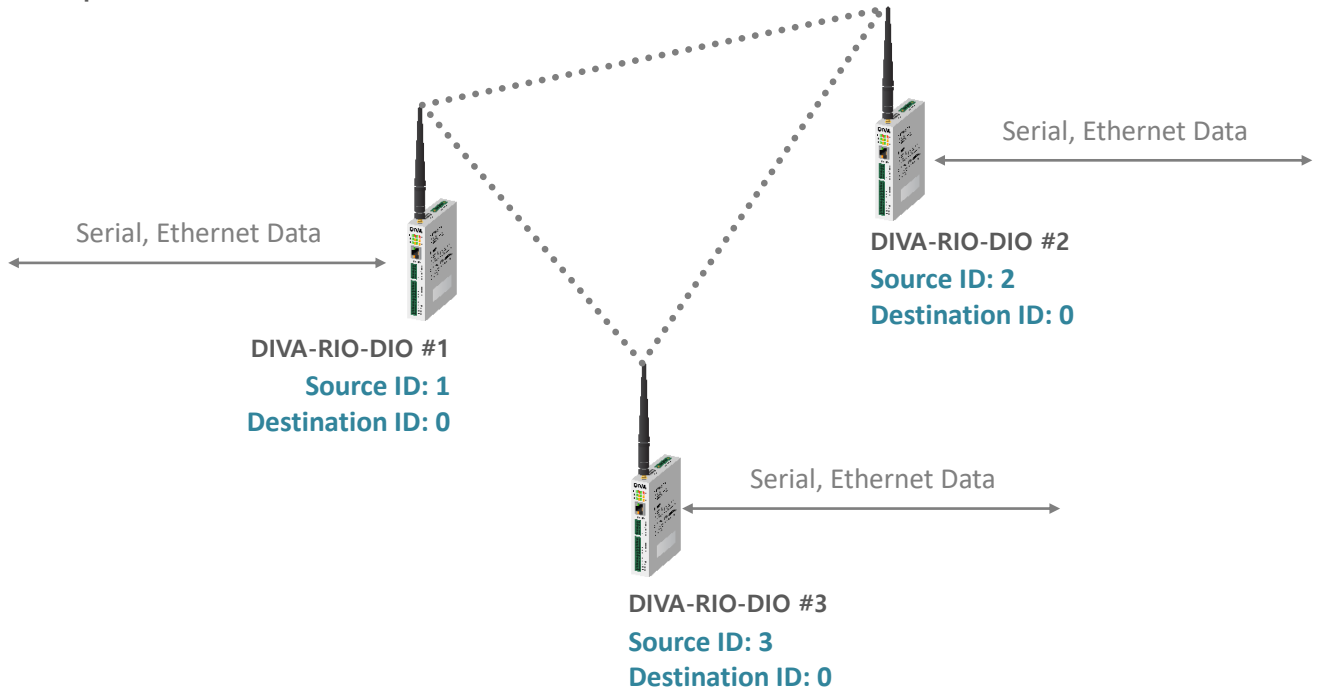 Serial, Ethernet Data
DIVA-RIO-DIO #2
Source ID: 2
Destination ID: 0
Serial, Ethernet Data
DIVA-RIO-DIO #1
Source ID: 1
Destination ID: 0
Serial, Ethernet Data
DIVA-RIO-DIO #3
Source ID: 3
Destination ID: 0